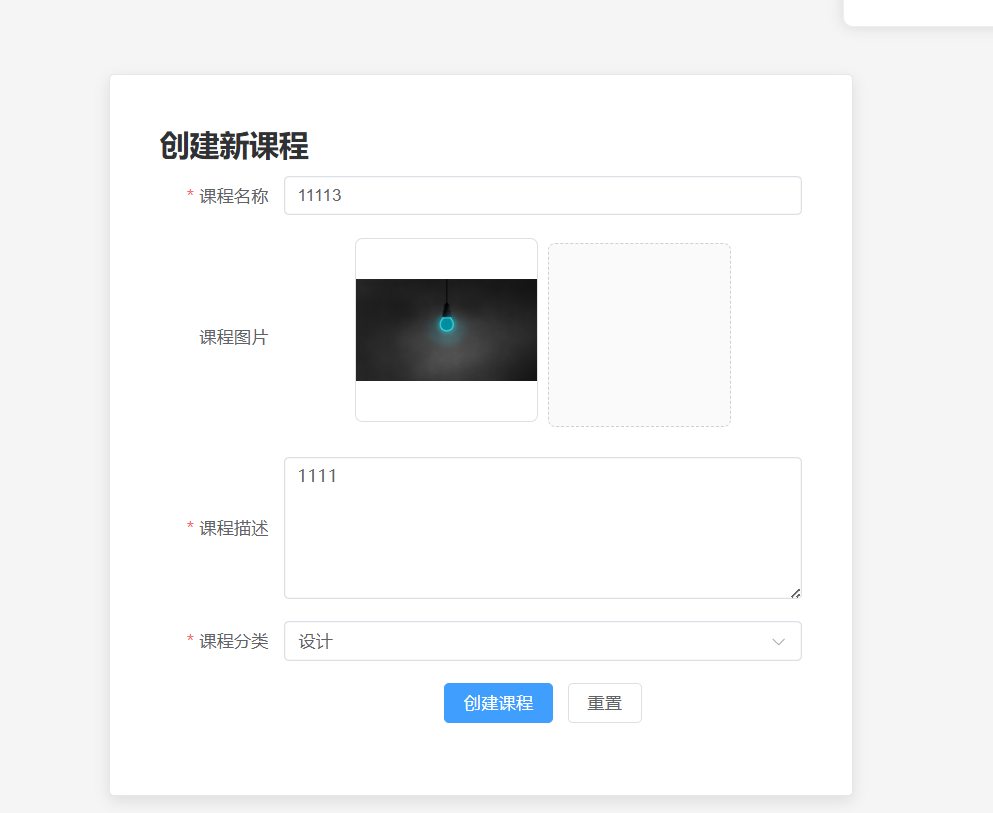 创建新课程
* 课程名称 11113
课程图片
* 课程描述 1111
* 课程分类 设计
创建课程 重置